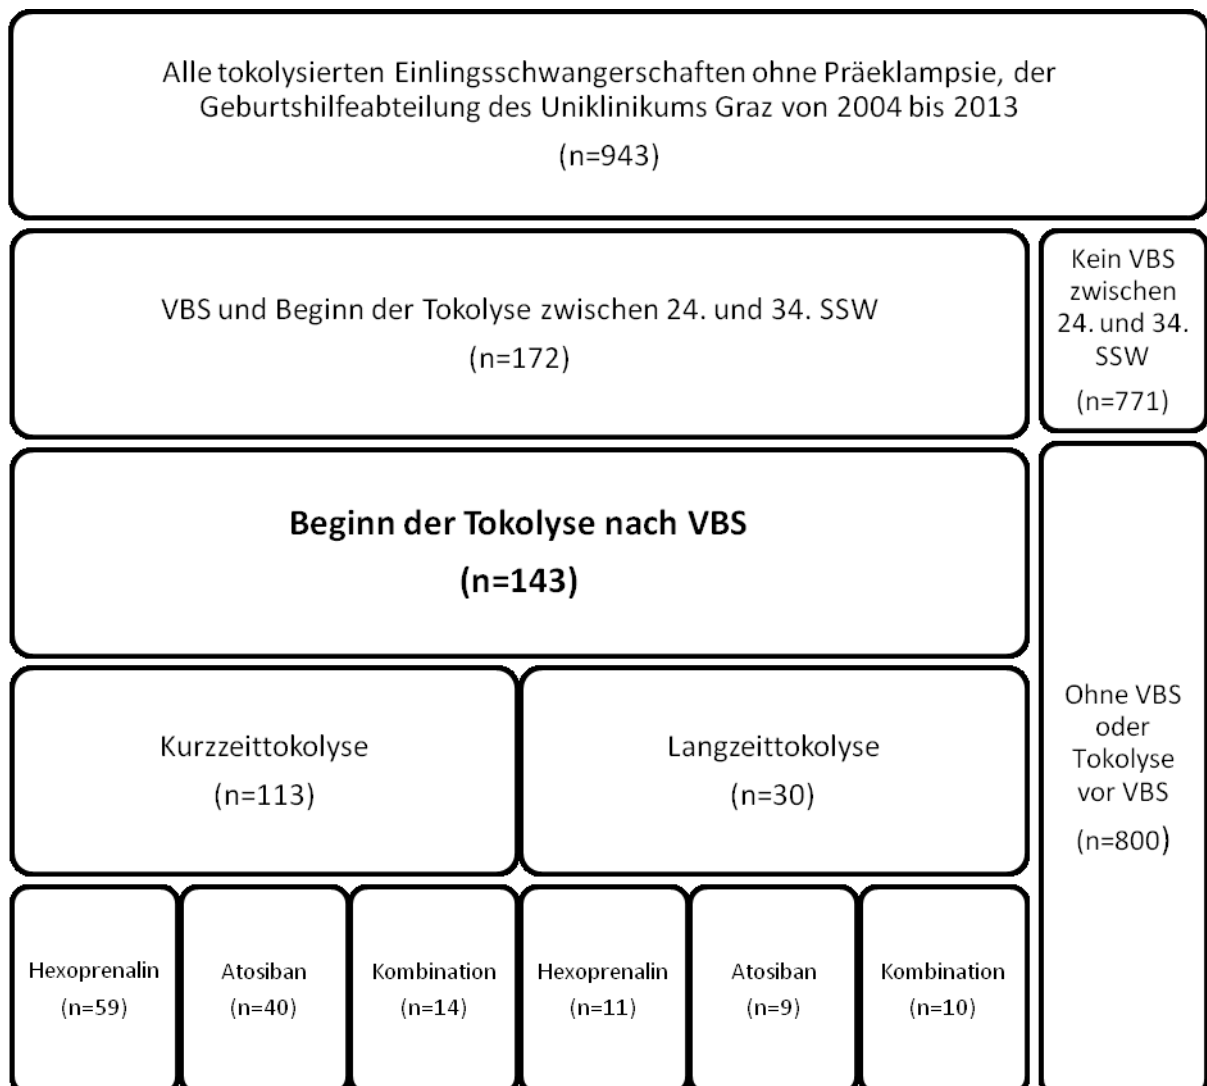 Alle tokolysierten Einlingsschwangerschaften ohne Präeklampsie, der
Geburtshilfeabteilung des Uniklinikums Graz von 2004 bis 2013
(n=943)
VBS und Beginn der Tokolyse zwischen 24. und 34. SSW
(n=172)
Kein VBS
zwischen
24. und 34.
SSW
(n=771)
Beginn der Tokolyse nach VBS
(n=143)
Kurzzeittokolyse
(n=113)
Langzeittokolyse
(n=30)
Ohne VBS
oder
Tokolyse
vor VBS
(n=800)
Hexoprenalin
(n=59)
Atosiban
(n=40)
Kombination
(n=14)
Hexoprenalin
(n=11)
Atosiban
(n=9)
Kombination
(n=10)